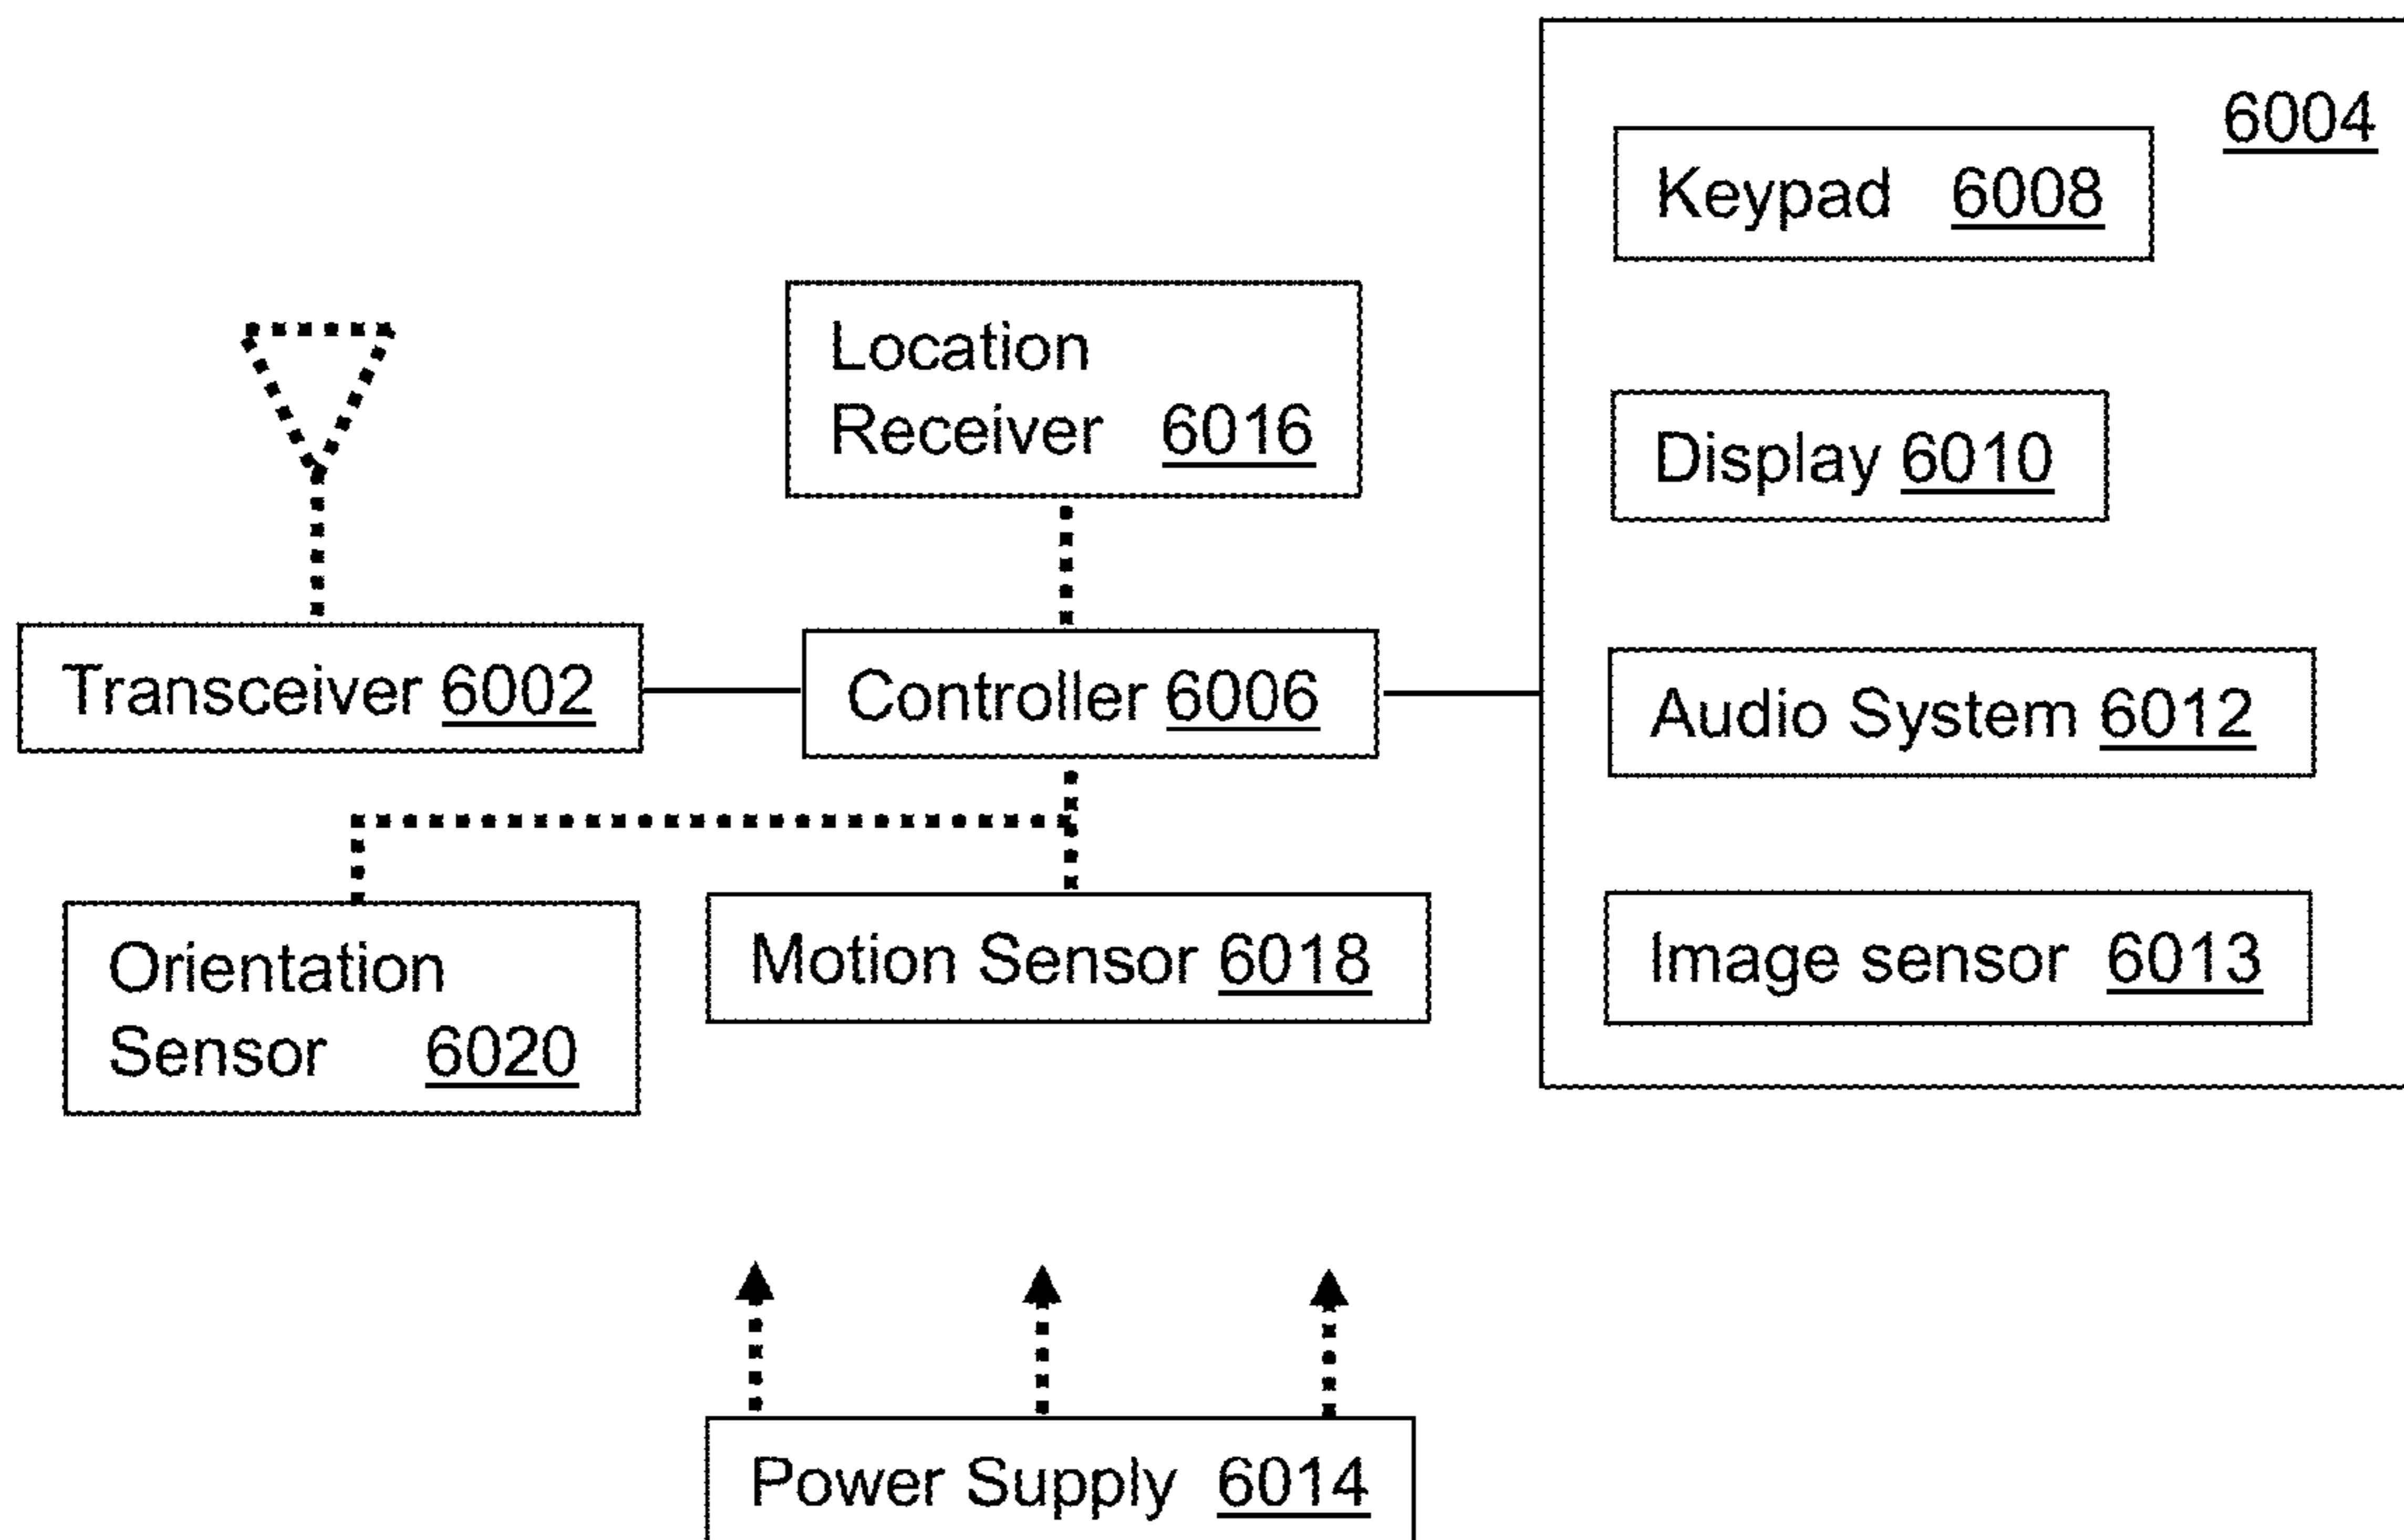 6004
Keypad 6008
Location
Receiver 6016
Display 6010
Transceiver 6002
Controller 6006
Audio System 6012
Orientation
Sensor 6020
Motion Sensor 6018
Image sensor 6013
Power Supply 6014